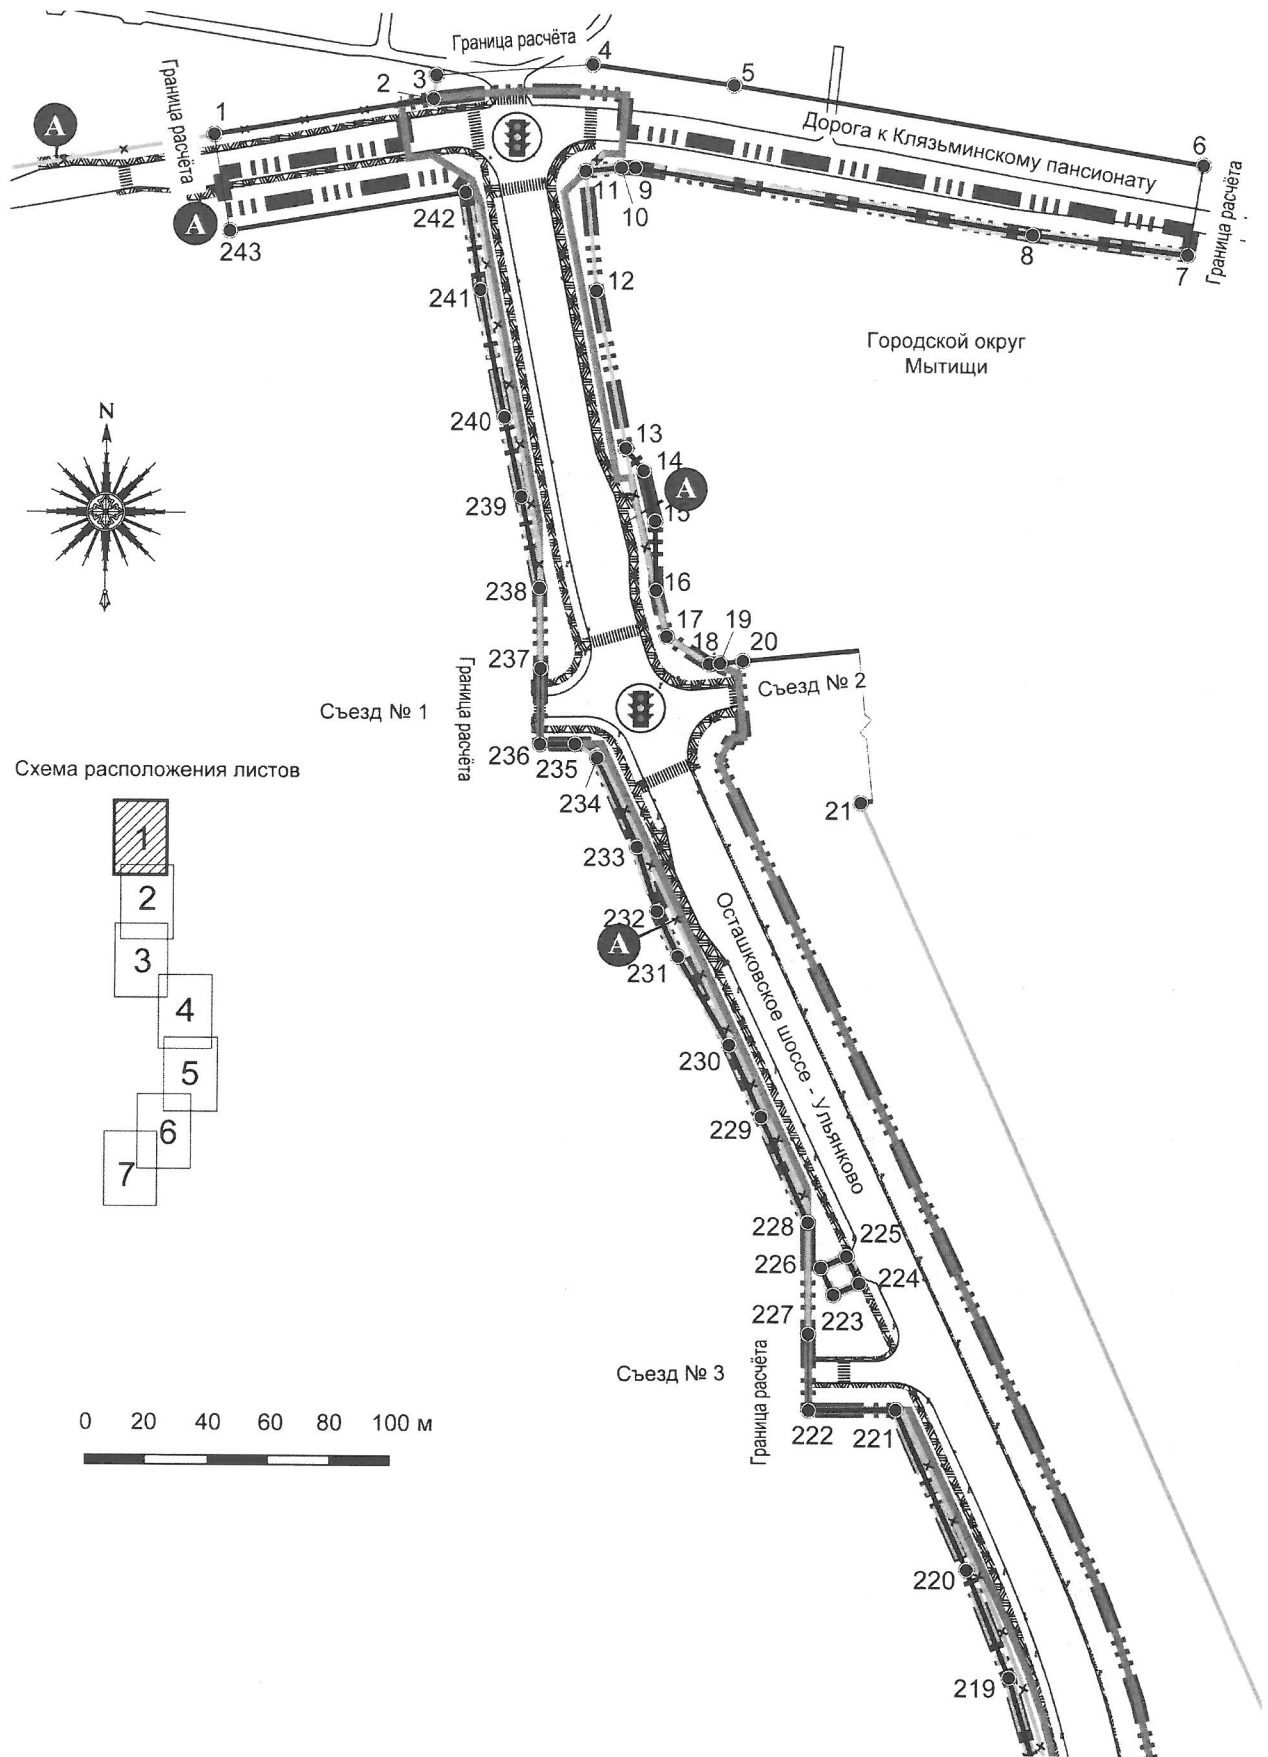 Граница расчёта
4
3
5
2
1
А
Граница расчёта
Дорога к Клязьминскому пансионату
6
11
9
10
Граница расчёта
А
242
243
8
7
241
12
Городской округ
Мытищи
N
240
13
14
А
239
15
238
16
17
19
18
20
237
Съезд № 2
Съезд № 1
Граница расчёта
236
235
234
Схема расположения листов
1
2
3
4
5
6
7
21
233
232
А
231
Осташковское шоссе - Ульянково
230
229
228
225
226
224
227
223
Съезд № 3
Граница расчёта
0 20 40 60 80 100 м
222
221
220
219